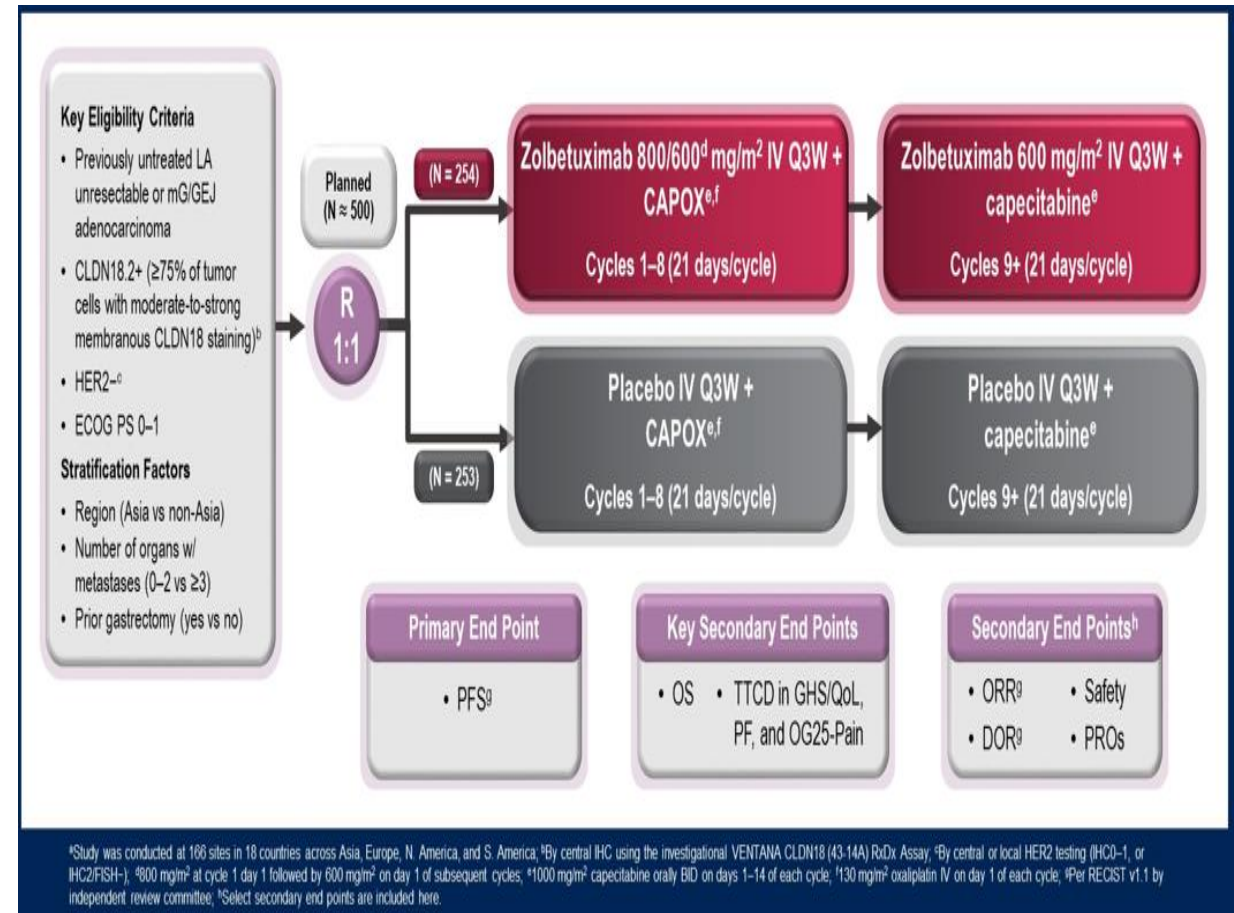 Key Eligibility Criteria
• Previously untreated LA
unresectable or mG/GEJ
adenocarcinoma
• CLDN18.2+ (≥75% of tumor
cells with moderate-to-strong
membranous CLDN18 staining)ᵇ
• HER2–ᶜ
• ECOG PS 0–1
Stratification Factors
• Region (Asia vs non-Asia)
• Number of organs w/
metastases (0–2 vs ≥3)
• Prior gastrectomy (yes vs no)
Planned
(N ≈ 500)
R
1:1
(N = 254)
Zolbetuximab 800/600ᵈ mg/m² IV Q3W +
CAPOXᵉ,ᶠ
Cycles 1–8 (21 days/cycle)
Zolbetuximab 600 mg/m² IV Q3W +
capecitabineᵉ
Cycles 9+ (21 days/cycle)
(N = 253)
Placebo IV Q3W +
CAPOXᵉ,ᶠ
Cycles 1–8 (21 days/cycle)
Placebo IV Q3W +
capecitabineᵉ
Cycles 9+ (21 days/cycle)
Primary End Point
• PFSᵍ
Key Secondary End Points
• OS • TTCD in GHS/QoL,
PF, and OG25-Pain
Secondary End Pointsʰ
• ORRᵍ • Safety
• DORᵍ • PROs
ᵃStudy was conducted at 166 sites in 18 countries across Asia, Europe, N. America, and S. America; ᵇBy central IHC using the investigational VENTANA CLDN18 (43-14A) RxDx Assay, ᶜBy central or local HER2 testing (IHC0–1, or
IHC2/FISH–); ᵈ800 mg/m² at cycle 1 day 1 followed by 600 mg/m² on day 1 of subsequent cycles; ᵉ1000 mg/m² capecitabine orally BID on days 1–14 of each cycle; ᶠ130 mg/m² oxaliplatin IV on day 1 of each cycle; ᵍPer RECIST v1.1 by
independent review committee; ʰSelect secondary end points are included here.